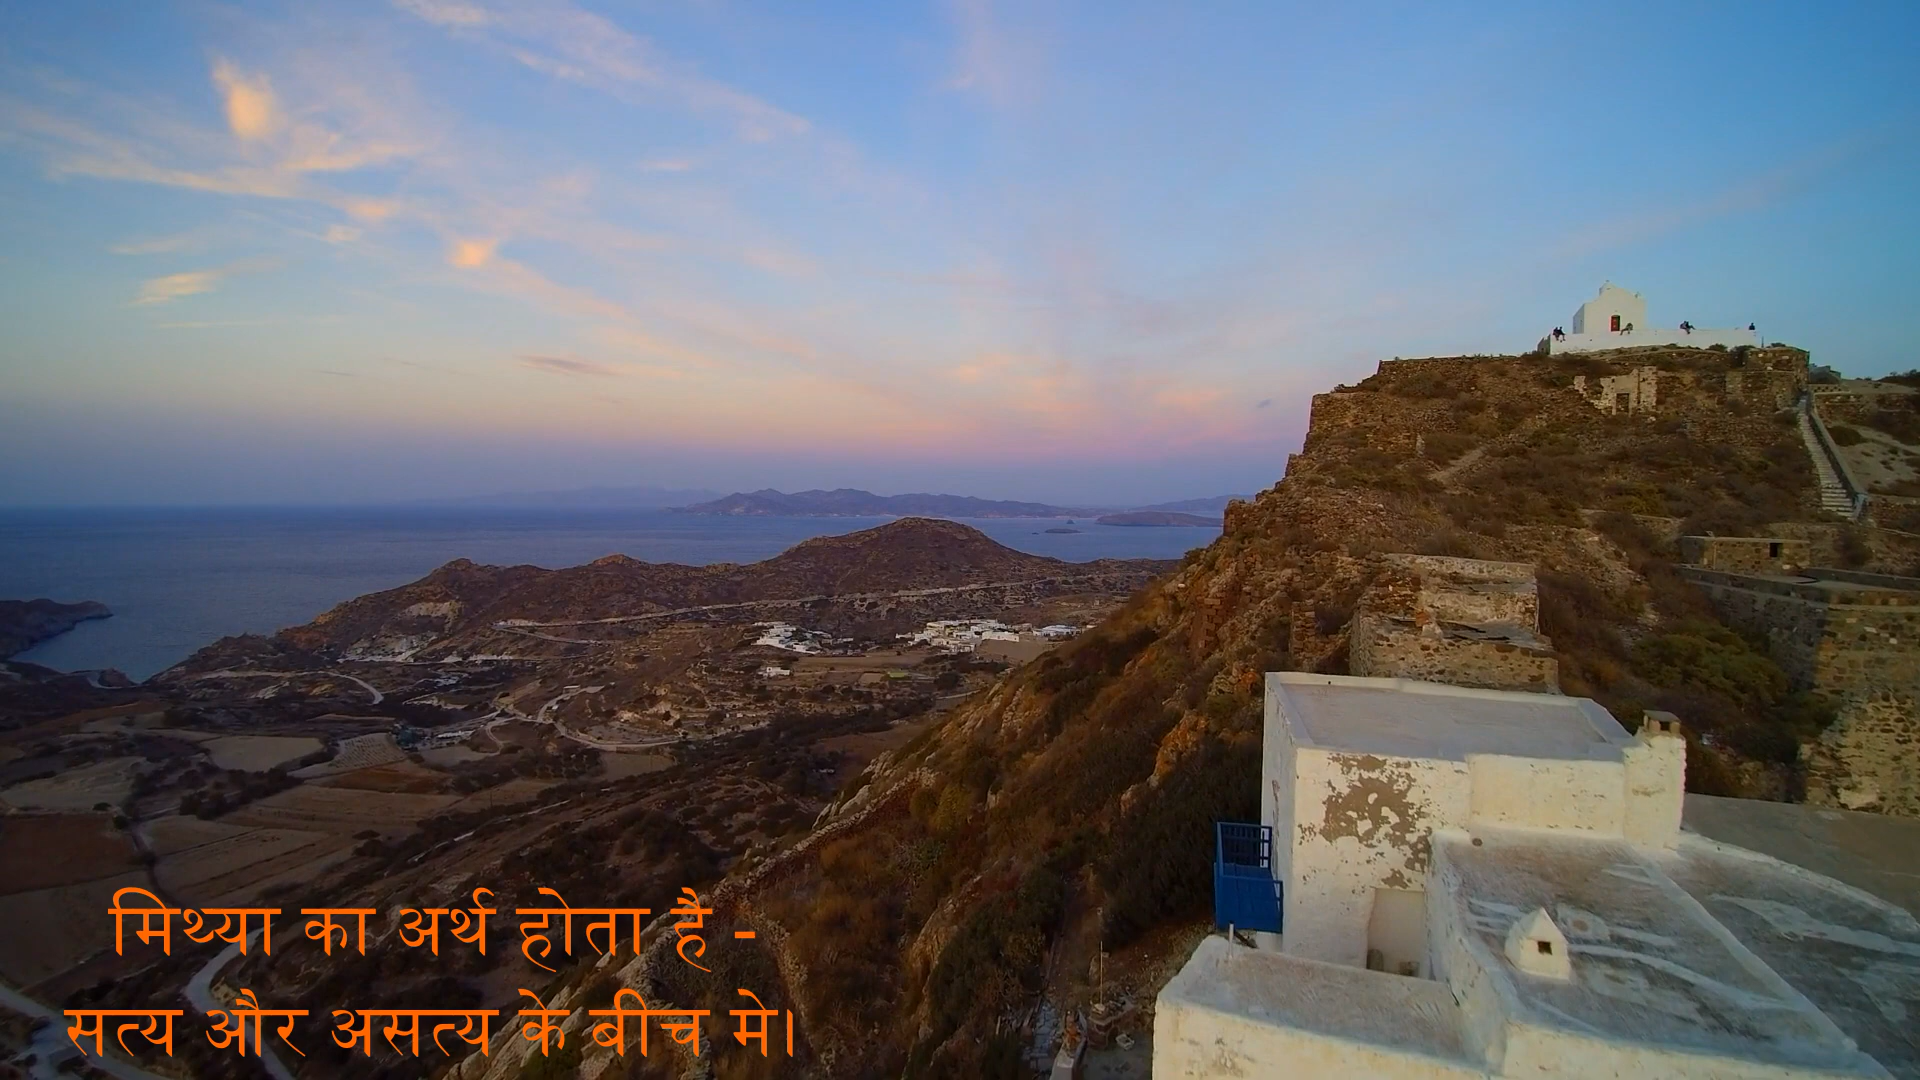 मिथ्या का अर्थ होता है -
सत्य और असत्य के बीच मे।